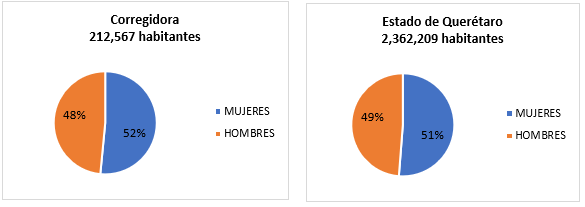 Corregidora
212,567 habitantes
48%
52%
MUJERES
HOMBRES
Estado de Querétaro
2,362,209 habitantes
49%
51%
MUJERES
HOMBRES